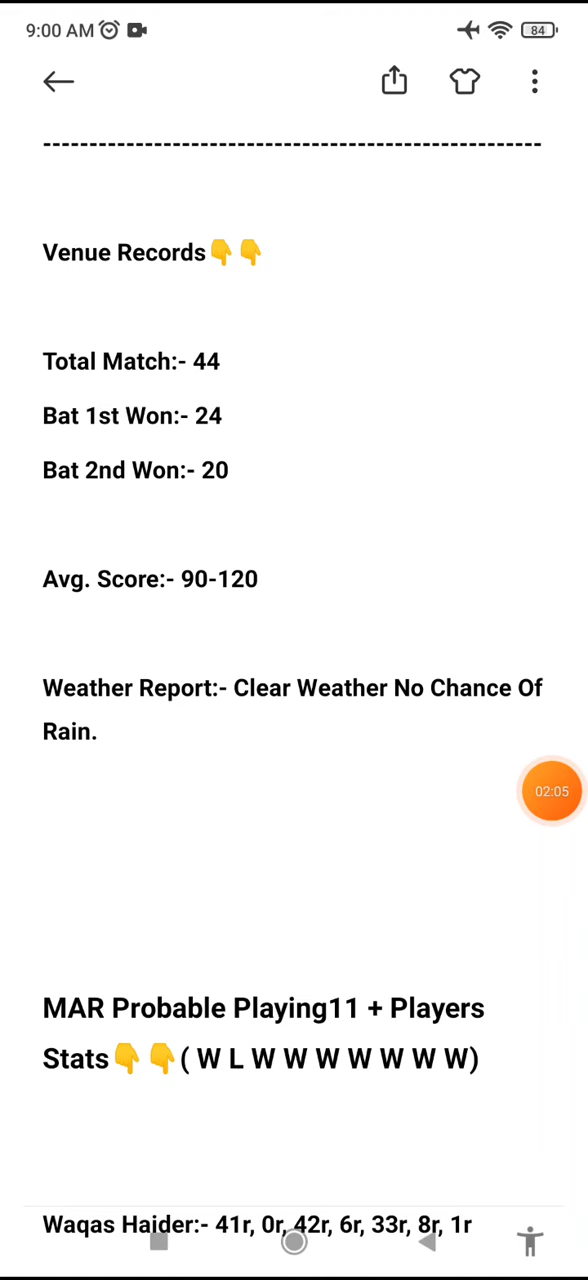 9:00 AM
84
-----------------------------------------------------
Venue Records👇👇
Total Match:- 44
Bat 1st Won:- 24
Bat 2nd Won:- 20
Avg. Score:- 90-120
Weather Report:- Clear Weather No Chance Of
Rain.
02:05
MAR Probable Playing11 + Players
Stats👇👇( W L W W W W W W W)
Waqas Haider:- 41r, 0r, 42r, 6r, 33r, 8r, 1r